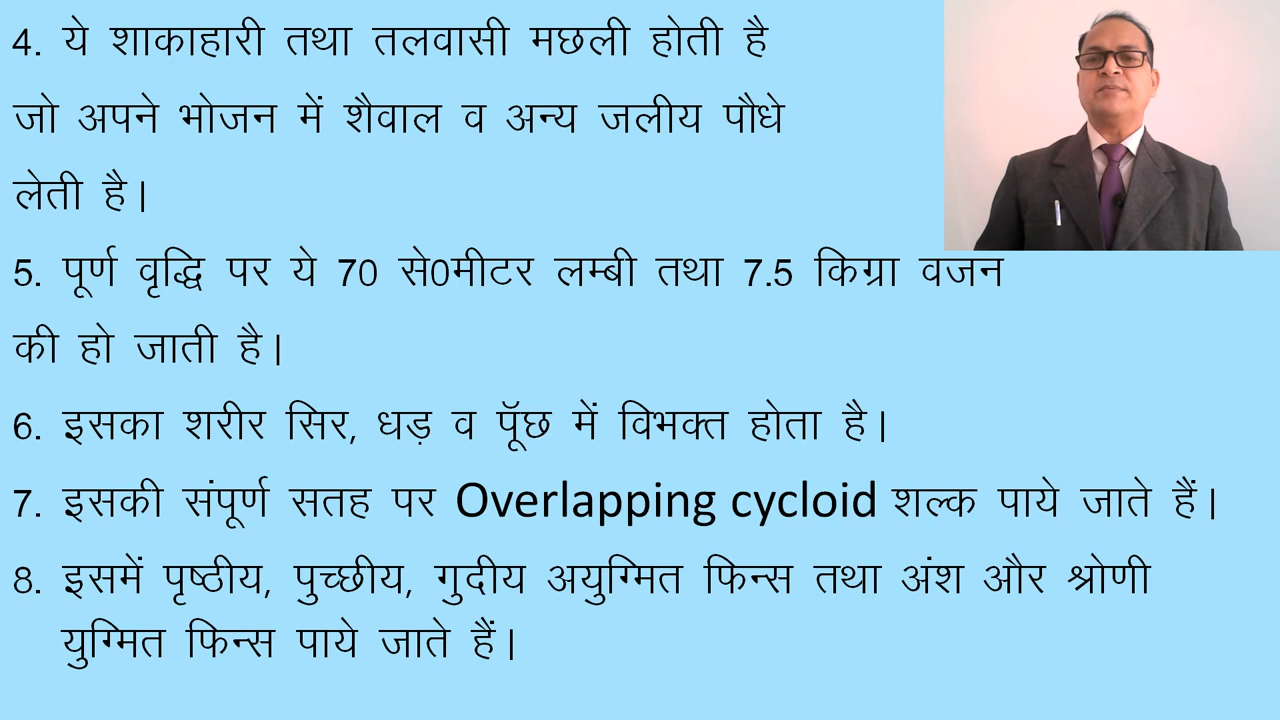 4. ये शाकाहारी तथा तलवासी मछली होती है
जो अपने भोजन में शैवाल व अन्य जलीय पौधे
लेती है।
5. पूर्ण वृद्धि पर ये 70 से0मीटर लम्बी तथा 7.5 किग्रा वजन
की हो जाती है।
6. इसका शरीर सिर, धड़ व पूॅछ में विभक्त होता है।
7. इसकी संपूर्ण सतह पर Overlapping cycloid शल्क पाये जाते हैं।
8. इसमें पृष्ठीय, पुच्छीय, गुदीय अयुग्मित फिन्स तथा अंश और श्रोणी
युग्मित फिन्स पाये जाते हैं।